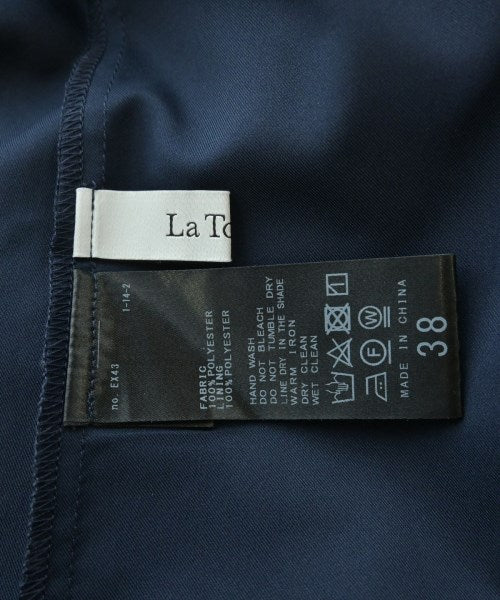 La To
no. EX43
1-14-2
FABRIC
100%POLYESTER
LINING
100%POLYESTER
HAND WASH
DO NOT BLEACH
DO NOT TUMBLE DRY
LINE DRY IN THE SHADE
WARM IRON
DRY CLEAN
WET CLEAN
F W
MADE IN CHINA
38